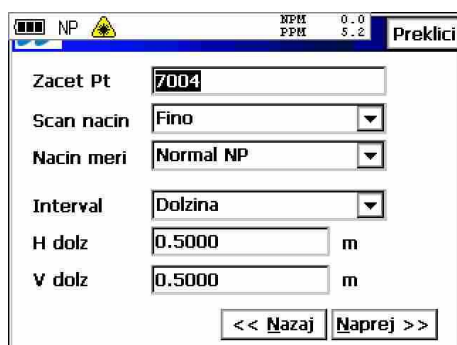 NP NPM 0.0
PPM 5.2 Preklici
Zacet Pt 7004
Scan nacin Fino
Nacin meri Normal NP
Interval Dolzina
H dolz 0.5000 m
V dolz 0.5000 m
<< Nazaj Naprej >>